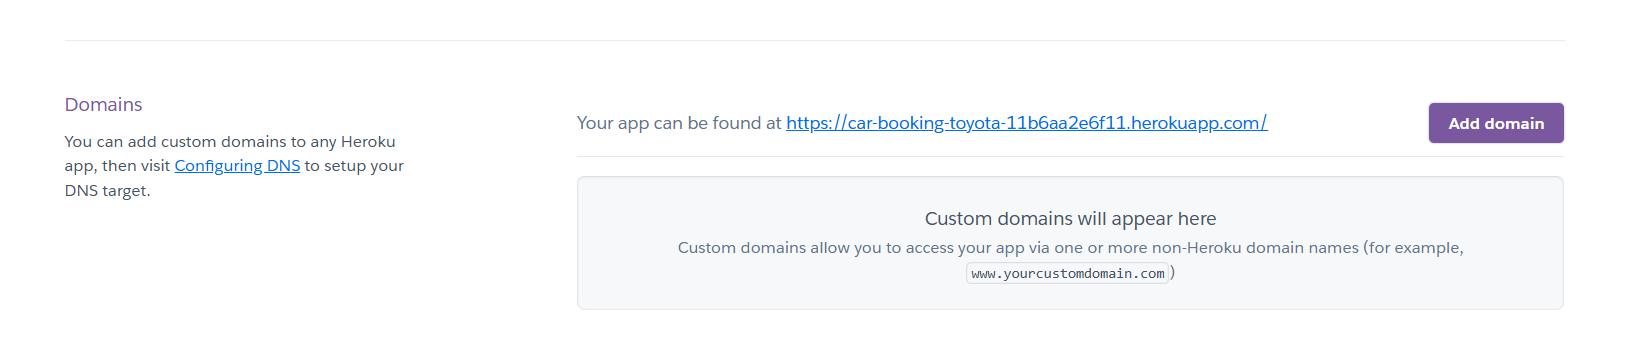 Domains
You can add custom domains to any Heroku
app, then visit Configuring DNS to setup your
DNS target.
Your app can be found at https://car-booking-toyota-11b6aa2e6f11.herokuapp.com/
Add domain
Custom domains will appear here
Custom domains allow you to access your app via one or more non-Heroku domain names (for example,
www.yourcustomdomain.com)